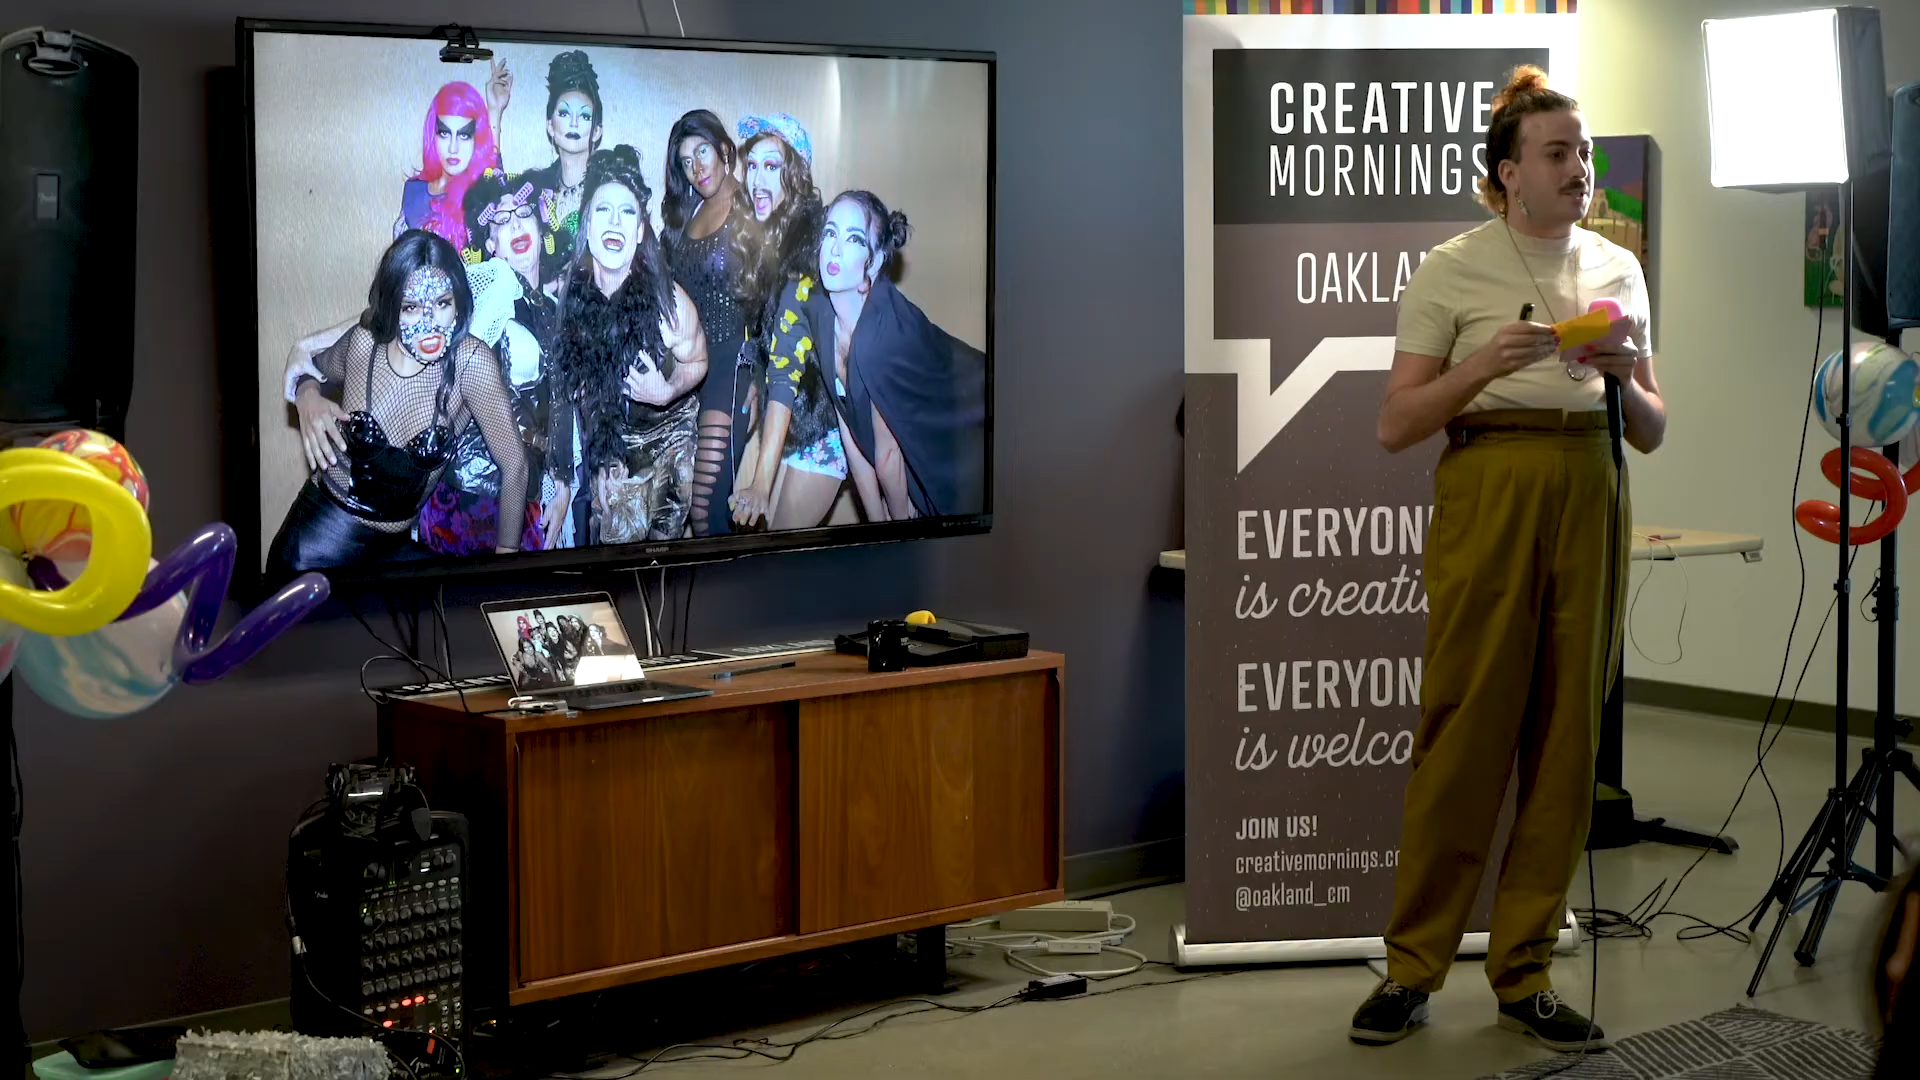 CREATIVE
MORNINGS
OAKLA
EVERYON
is creati
EVERYON
is welco
JOIN US!
creativemornings.c
@oakland_cm
SHARP